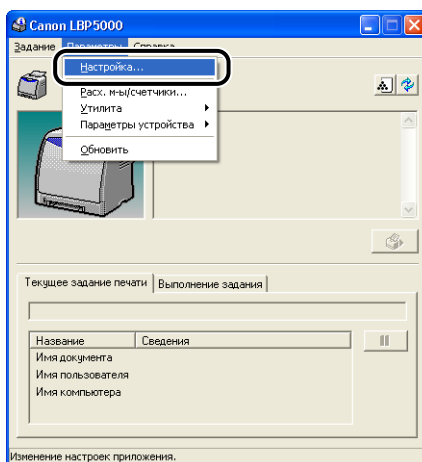 Canon LBP5000
Задание Параметры Справка
Настройка...
Расх. м-ы/счетчики...
Утилита
Параметры устройства
Обновить
Текущее задание печати Выполнение задания
Название Сведения
Имя документа
Имя пользователя
Имя компьютера
Изменение настроек приложения.